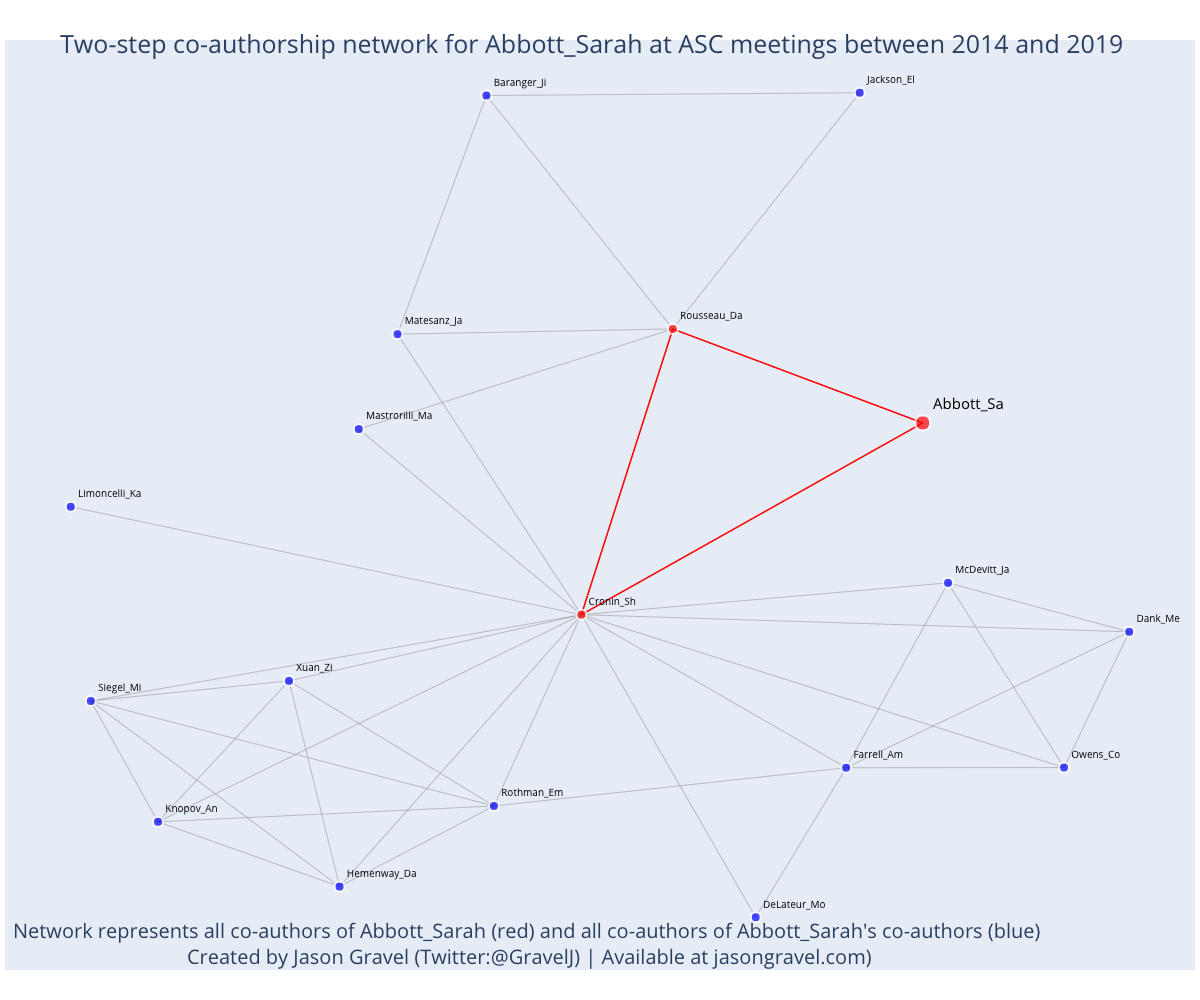 Two-step co-authorship network for Abbott_Sarah at ASC meetings between 2014 and 2019
Baranger_Ji
Jackson_El
Rousseau_Da
Matesanz_Ja
Abbott_Sa
Mastrorilli_Ma
Limoncelli_Ka
McDevitt_Ja
Cronin_Sh
Dank_Me
Xuan_Zi
Siegel_Mi
Farrell_Am
Owens_Co
Rothman_Em
Knopov_An
Hemenway_Da
DeLateur_Mo
Network represents all co-authors of Abbott_Sarah (red) and all co-authors of Abbott_Sarah's co-authors (blue)
Created by Jason Gravel (Twitter:@GravelJ) | Available at jasongravel.com)